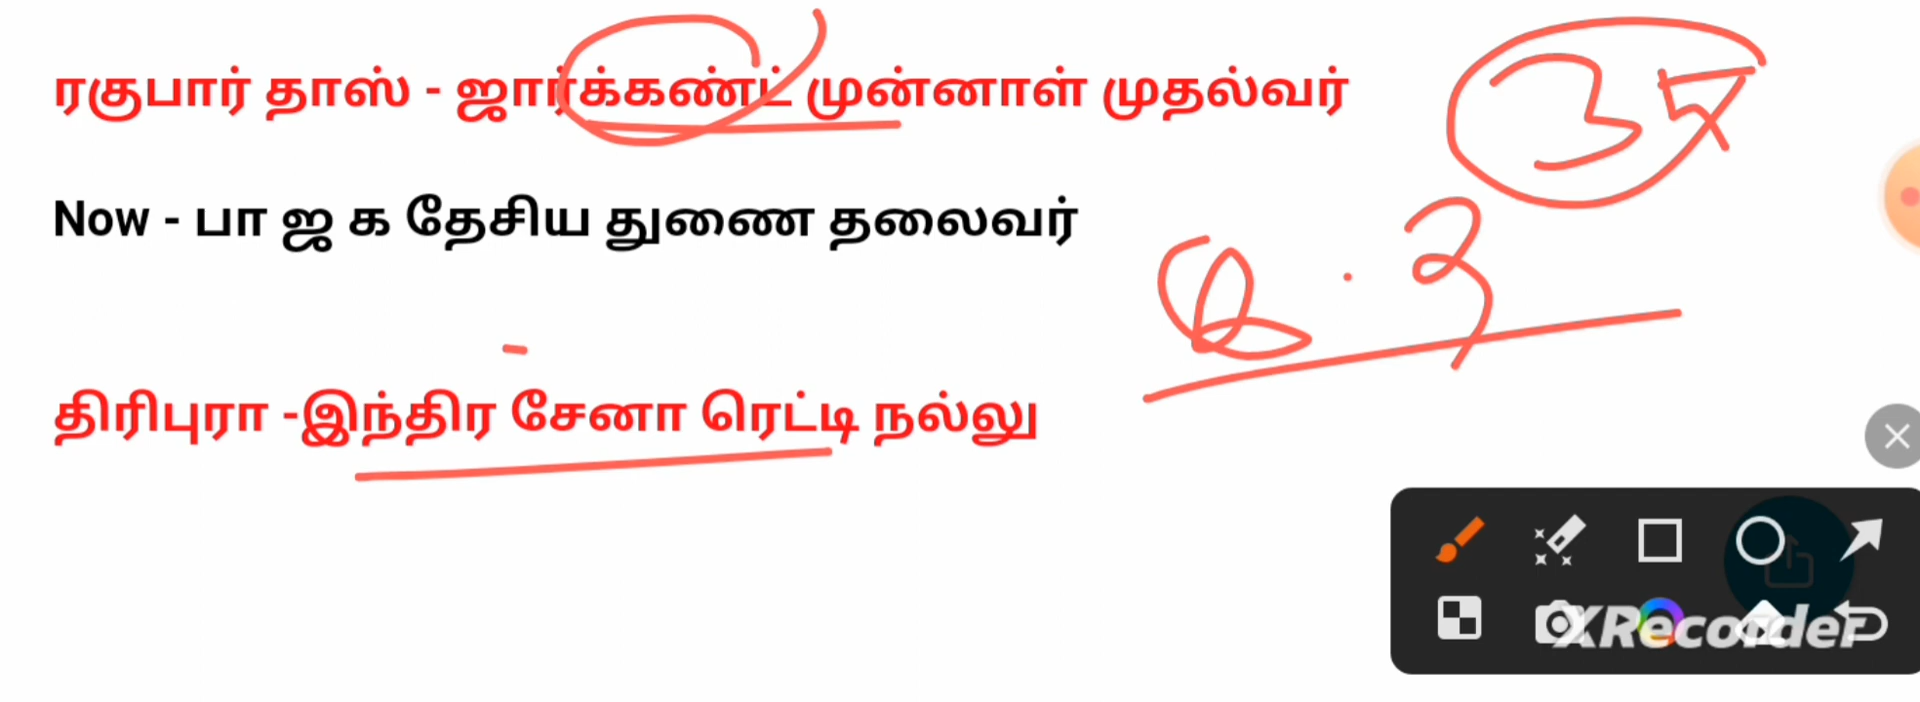 ரகுபார் தாஸ் - ஜார்க்கண்ட் முன்னாள் முதல்வர்
Now - பா ஜ க தேசிய துணை தலைவர்
திரிபுரா -இந்திர சேனா ரெட்டி நல்லு
XRecorder